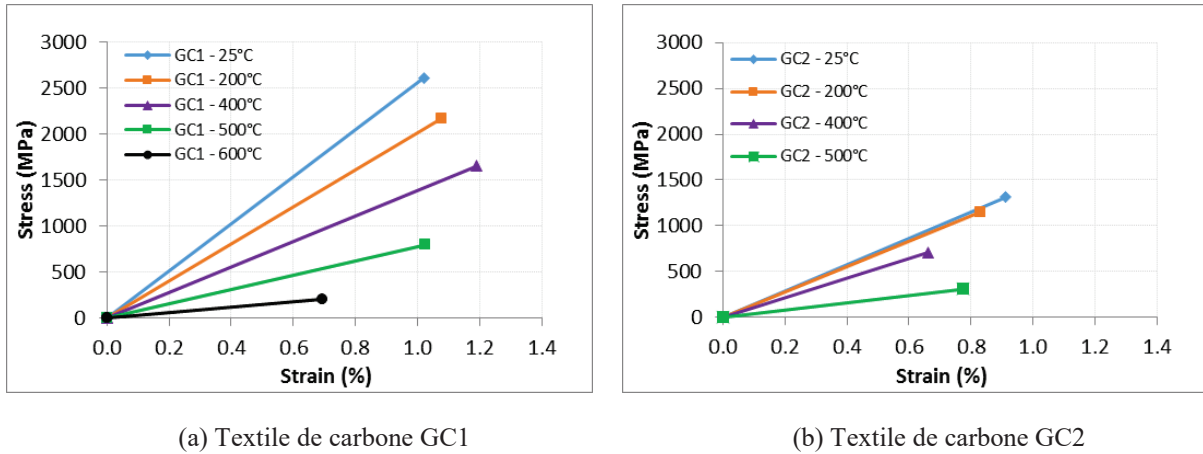 3000
2500
2000
1500
1000
500
0
Stress (MPa)
GC1 - 25°C
GC1 - 200°C
GC1 - 400°C
GC1 - 500°C
GC1 - 600°C
0.0 0.2 0.4 0.6 0.8 1.0 1.2 1.4
Strain (%)
(a) Textile de carbone GC1
3000
2500
2000
1500
1000
500
0
Stress (MPa)
GC2 - 25°C
GC2 - 200°C
GC2 - 400°C
GC2 - 500°C
0.0 0.2 0.4 0.6 0.8 1.0 1.2 1.4
Strain (%)
(b) Textile de carbone GC2